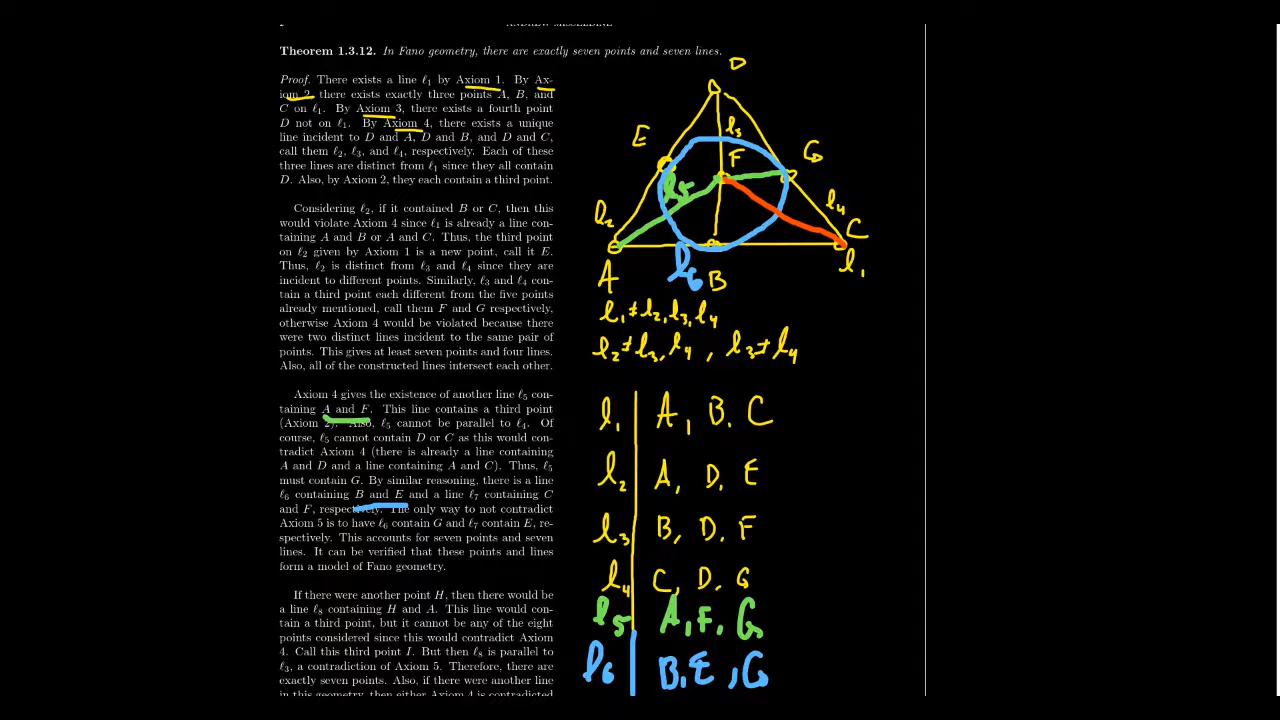 Theorem 1.3.12. In Fano geometry, there are exactly seven points and seven lines.
Proof. There exists a line ℓ₁ by Axiom 1. By Ax-
iom 2, there exists exactly three points A, B, and
C on ℓ₁. By Axiom 3, there exists a fourth point
D not on ℓ₁. By Axiom 4, there exists a unique
line incident to D and A, D and B, and D and C,
call them ℓ₂, ℓ₃, and ℓ₄, respectively. Each of these
three lines are distinct from ℓ₁ since they all contain
D. Also, by Axiom 2, they each contain a third point.
Considering ℓ₂, if it contained B or C, then this
would violate Axiom 4 since ℓ₁ is already a line con-
taining A and B or A and C. Thus, the third point
on ℓ₂ given by Axiom 1 is a new point, call it E.
Thus, ℓ₂ is distinct from ℓ₃ and ℓ₄ since they are
incident to different points. Similarly, ℓ₃ and ℓ₄ con-
tain a third point each different from the five points
already mentioned, call them F and G respectively,
otherwise Axiom 4 would be violated because there
were two distinct lines incident to the same pair of
points. This gives at least seven points and four lines.
Also, all of the constructed lines intersect each other.
Axiom 4 gives the existence of another line ℓ₅ con-
taining A and F. This line contains a third point
(Axiom 2). Also, ℓ₅ cannot be parallel to ℓ₄. Of
course, ℓ₅ cannot contain D or C as this would con-
tradict Axiom 4 (there is already a line containing
A and D and a line containing A and C). Thus, ℓ₅
must contain G. By similar reasoning, there is a line
ℓ₆ containing B and E and a line ℓ₇ containing C
and F, respectively. The only way to not contradict
Axiom 5 is to have ℓ₆ contain G and ℓ₇ contain E, re-
spectively. This accounts for seven points and seven
lines. It can be verified that these points and lines
form a model of Fano geometry.
If there were another point H, then there would be
a line ℓ₈ containing H and A. This line would con-
tain a third point, but it cannot be any of the eight
points considered since this would contradict Axiom
4. Call this third point I. But then ℓ₈ is parallel to
ℓ₃, a contradiction of Axiom 5. Therefore, there are
exactly seven points. Also, if there were another line
in this geometry, then either Axiom 4 is contradicted
D
E
ℓ₃
F
G
ℓ₅
ℓ₂
ℓ₄
C
A
ℓ₆
B
ℓ₁
ℓ₁ ≠ ℓ₂, ℓ₃, ℓ₄
ℓ₂ ≠ ℓ₃, ℓ₄ , ℓ₃ ≠ ℓ₄
ℓ₁ A, B, C
ℓ₂ A, D, E
ℓ₃ B, D, F
ℓ₄ C, D, G
ℓ₅ A, F, G
ℓ₆ B, E, G